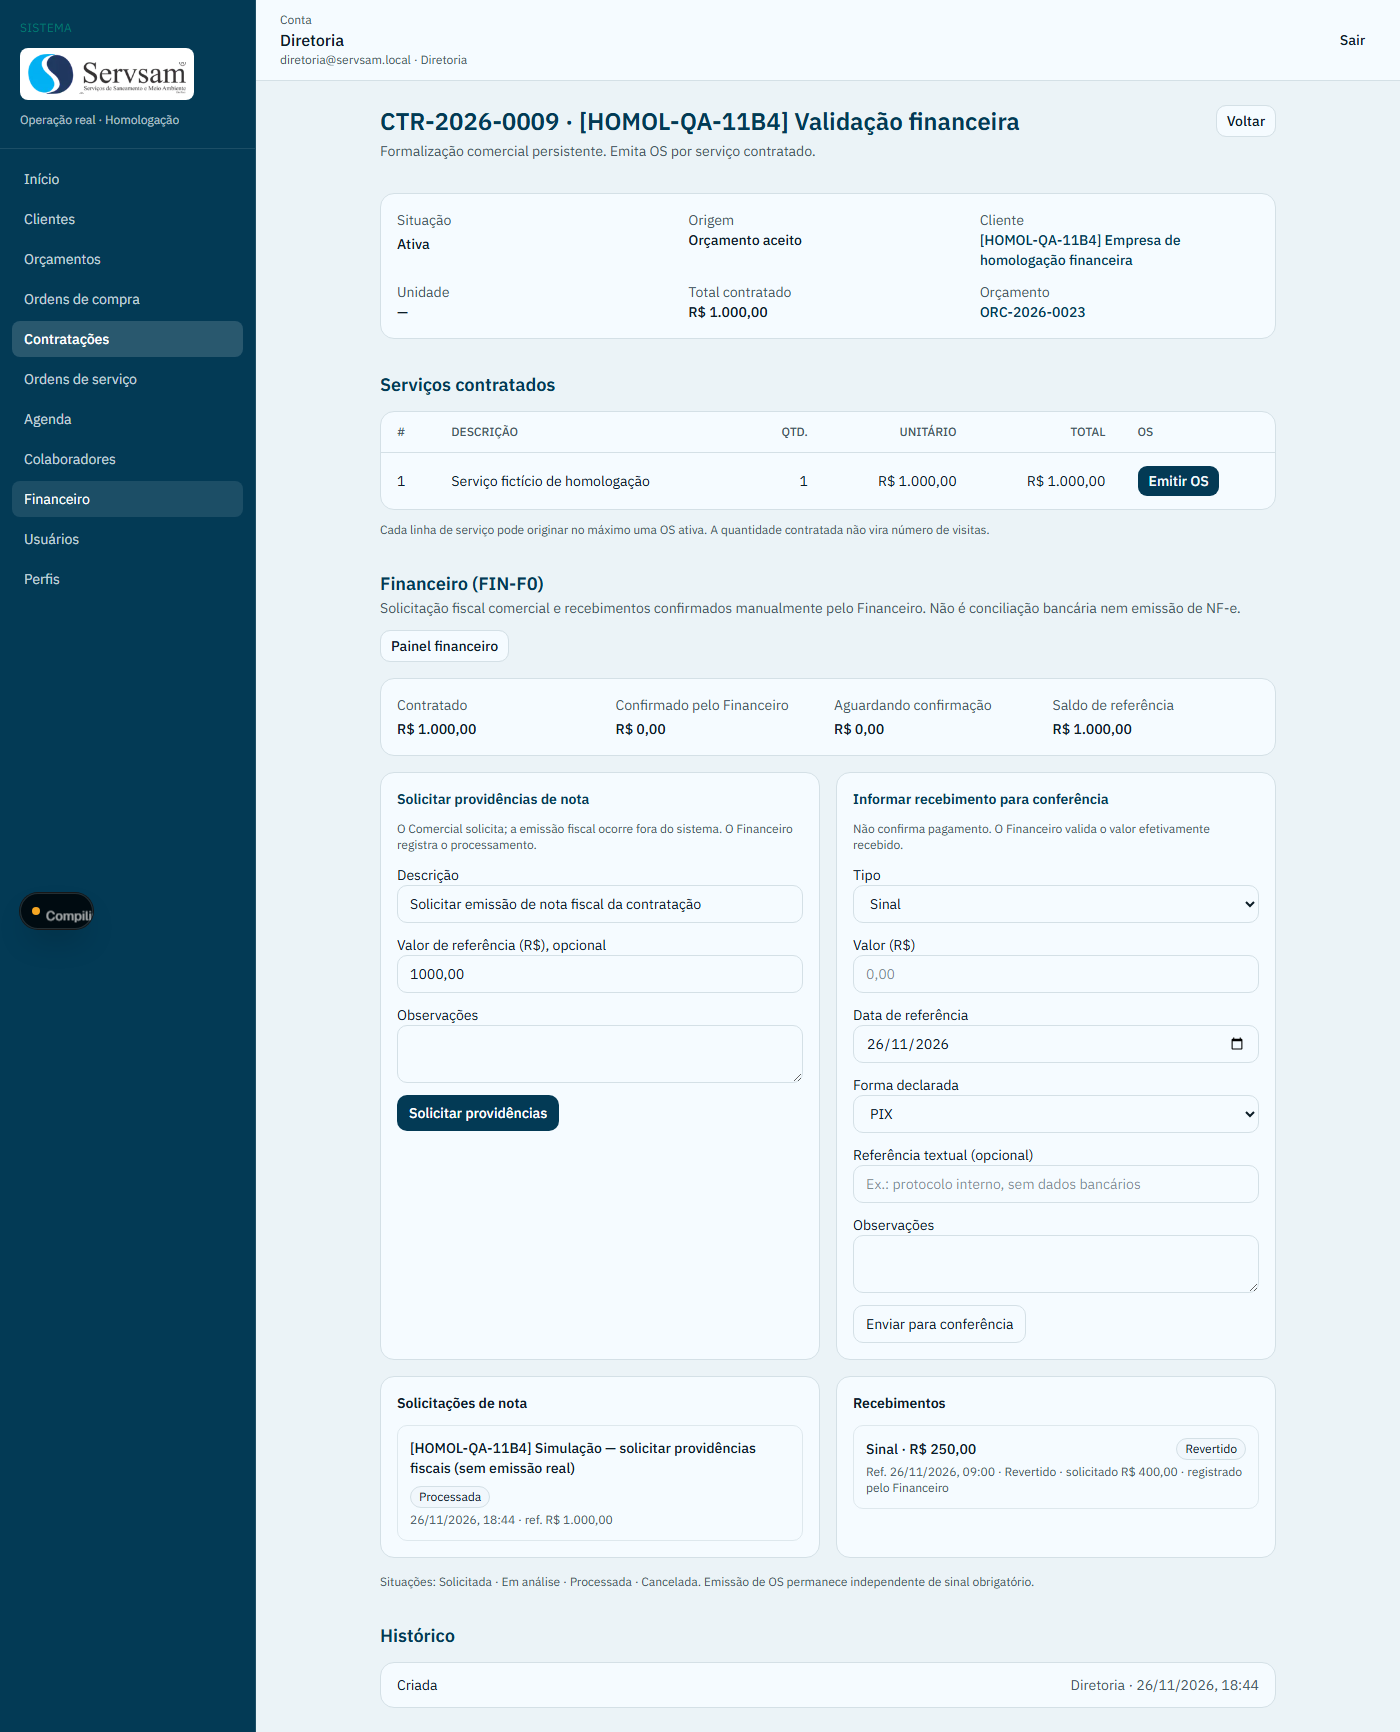 SISTEMA
Servsam
Serviços de Saneamento e Meio Ambiente
Operação real · Homologação
Início
Clientes
Orçamentos
Ordens de compra
Contratações
Ordens de serviço
Agenda
Colaboradores
Financeiro
Usuários
Perfis
Compili
Conta
Diretoria
diretoria@servsam.local · Diretoria
Sair
CTR-2026-0009 · [HOMOL-QA-11B4] Validação financeira
Voltar
Formalização comercial persistente. Emita OS por serviço contratado.
Situação
Ativa
Origem
Orçamento aceito
Cliente
[HOMOL-QA-11B4] Empresa de
homologação financeira
Unidade
—
Total contratado
R$ 1.000,00
Orçamento
ORC-2026-0023
Serviços contratados
# DESCRIÇÃO QTD. UNITÁRIO TOTAL OS
1 Serviço fictício de homologação 1 R$ 1.000,00 R$ 1.000,00 Emitir OS
Cada linha de serviço pode originar no máximo uma OS ativa. A quantidade contratada não vira número de visitas.
Financeiro (FIN-F0)
Solicitação fiscal comercial e recebimentos confirmados manualmente pelo Financeiro. Não é conciliação bancária nem emissão de NF-e.
Painel financeiro
Contratado
R$ 1.000,00
Confirmado pelo Financeiro
R$ 0,00
Aguardando confirmação
R$ 0,00
Saldo de referência
R$ 1.000,00
Solicitar providências de nota
O Comercial solicita; a emissão fiscal ocorre fora do sistema. O Financeiro
registra o processamento.
Descrição
Solicitar emissão de nota fiscal da contratação
Valor de referência (R$), opcional
1000,00
Observações
Solicitar providências
Informar recebimento para conferência
Não confirma pagamento. O Financeiro valida o valor efetivamente
recebido.
Tipo
Sinal
Valor (R$)
0,00
Data de referência
26/11/2026
Forma declarada
PIX
Referência textual (opcional)
Ex.: protocolo interno, sem dados bancários
Observações
Enviar para conferência
Solicitações de nota
[HOMOL-QA-11B4] Simulação — solicitar providências
fiscais (sem emissão real)
Processada
26/11/2026, 18:44 · ref. R$ 1.000,00
Recebimentos
Sinal · R$ 250,00
Revertido
Ref. 26/11/2026, 09:00 · Revertido · solicitado R$ 400,00 · registrado
pelo Financeiro
Situações: Solicitada · Em análise · Processada · Cancelada. Emissão de OS permanece independente de sinal obrigatório.
Histórico
Criada
Diretoria · 26/11/2026, 18:44